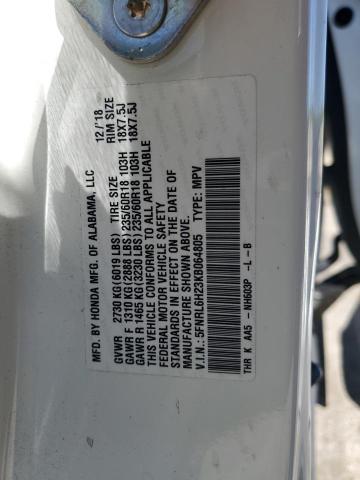 MFD. BY HONDA MFG. OF ALABAMA, LLC 12/'18
TIRE SIZE RIM SIZE
GVWR 2730 KG(6019 LBS)
GAWR F 1310 KG(2888 LBS)235/60R18 103H 18X7.5J
GAWR R 1465 KG(3230 LBS)235/60R18 103H 18X7.5J
THIS VEHICLE CONFORMS TO ALL APPLICABLE
FEDERAL MOTOR VEHICLE SAFETY
STANDARDS IN EFFECT ON THE DATE OF
MANUFACTURE SHOWN ABOVE.
V.I.N.: 5FNRL6H23KB064805 TYPE: MPV
THR K AA5 - NH603P -L -B